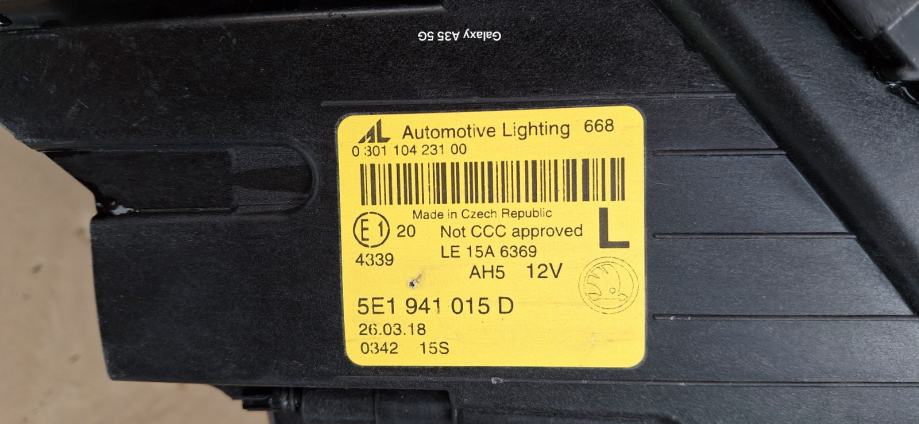 Galaxy A35 5G
AL Automotive Lighting 668
0 301 104 231 00
Made in Czech Republic
E1 20 Not CCC approved L
4339 LE 15A 6369
AH5 12V
5E1 941 015 D
26.03.18
0342 15S